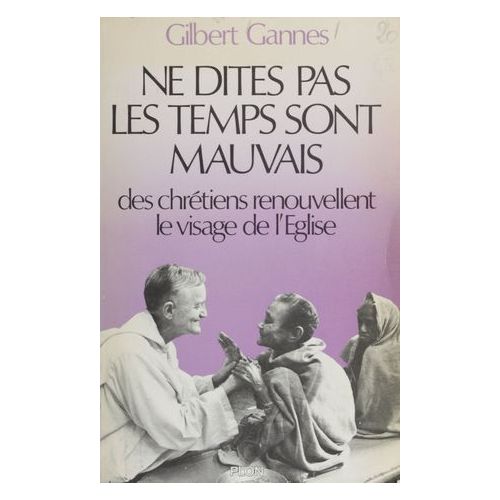 Gilbert Gannes
NE DITES PAS
LES TEMPS SONT
MAUVAIS
des chrétiens renouvellent
le visage de l'Eglise
PLON